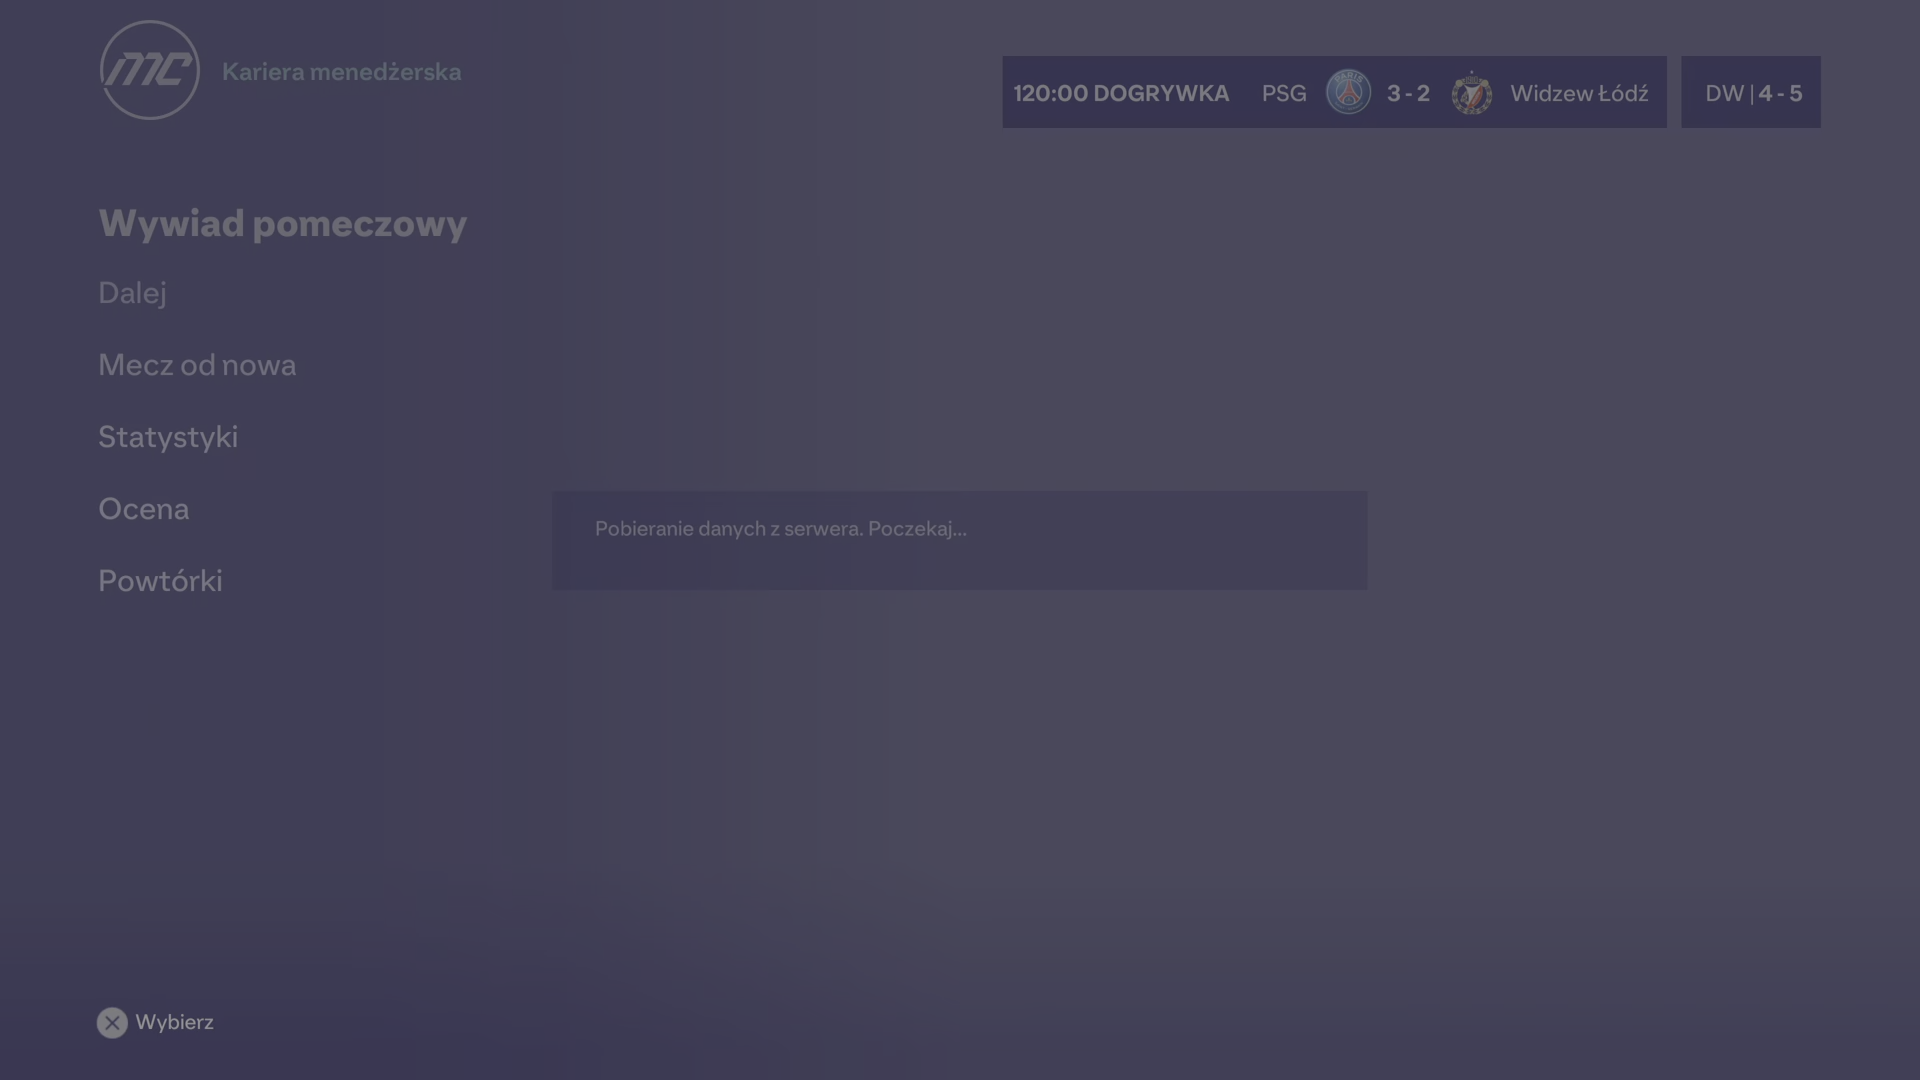 MC
Kariera menedżerska
120:00 DOGRYWKA PSG 3 - 2 Widzew Łódź DW | 4 - 5
Wywiad pomeczowy
Dalej
Mecz od nowa
Statystyki
Ocena
Powtórki
Pobieranie danych z serwera. Poczekaj...
Wybierz